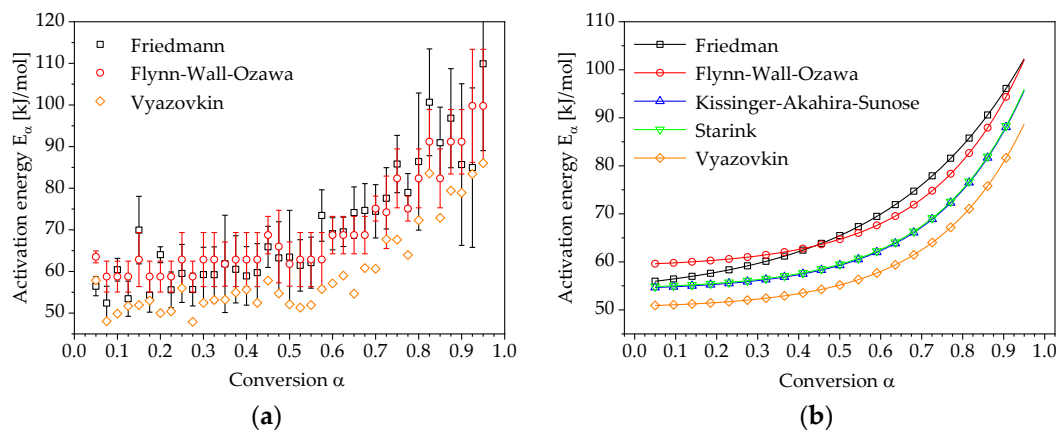 120
110
100
90
80
70
60
50
Activation energy Eα [kJ/mol]
Friedmann
Flynn-Wall-Ozawa
Vyazovkin
0.0 0.1 0.2 0.3 0.4 0.5 0.6 0.7 0.8 0.9 1.0
Conversion α
(a)
110
100
90
80
70
60
50
Activation energy Eα [kJ/mol]
Friedman
Flynn-Wall-Ozawa
Kissinger-Akahira-Sunose
Starink
Vyazovkin
0.0 0.1 0.2 0.3 0.4 0.5 0.6 0.7 0.8 0.9 1.0
Conversion α
(b)